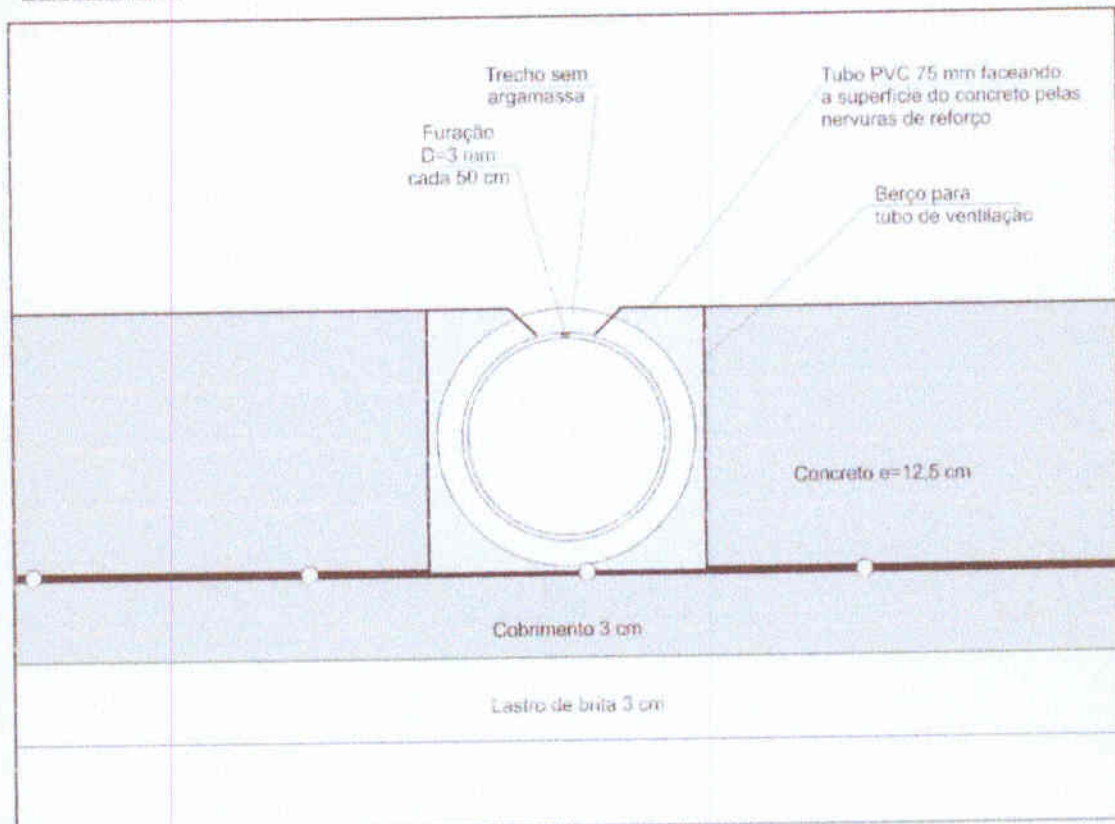 Trecho sem
argamassa
Tubo PVC 75 mm faceando
a superfície do concreto pelas
nervuras de reforço
Furação
D=3 mm
cada 50 cm
Berço para
tubo de ventilação
Concreto e=12,5 cm
Cobrimento 3 cm
Lastro de brita 3 cm